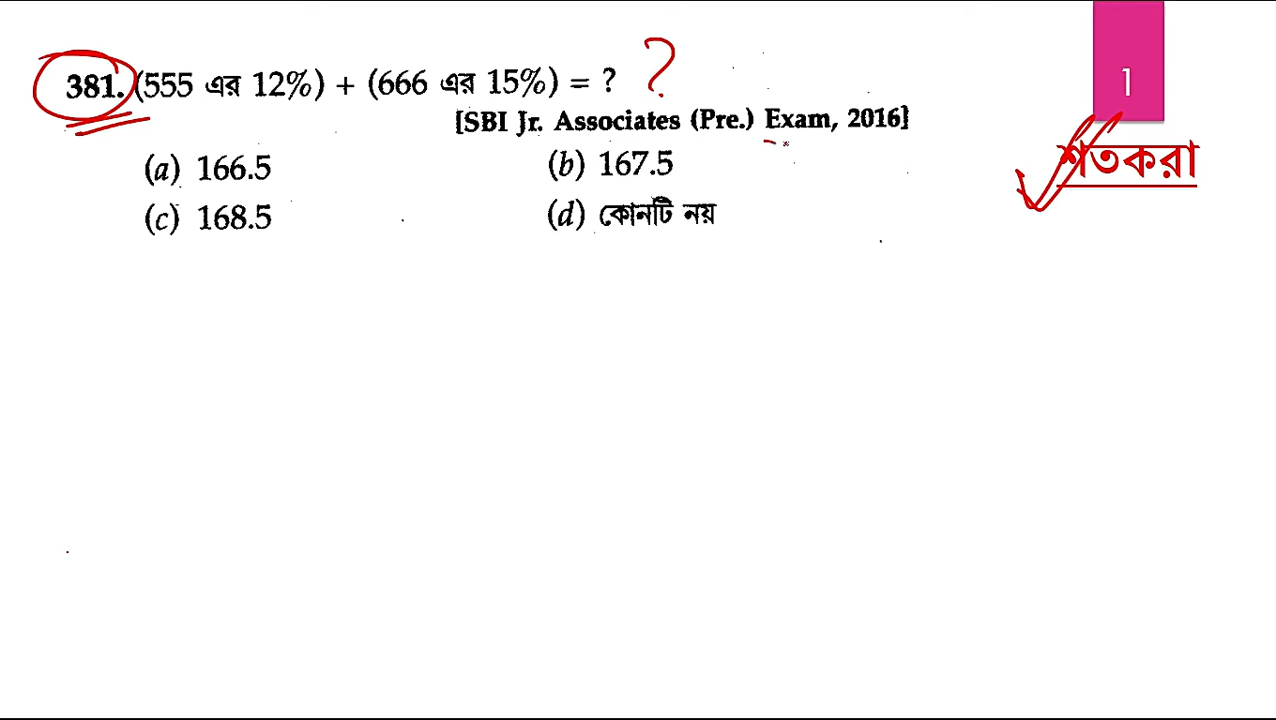 1
381. (555 এর 12%) + (666 এর 15%) = ? ?
[SBI Jr. Associates (Pre.) Exam, 2016]
শতকরা
(a) 166.5 (b) 167.5
(c) 168.5 (d) কোনটি নয়